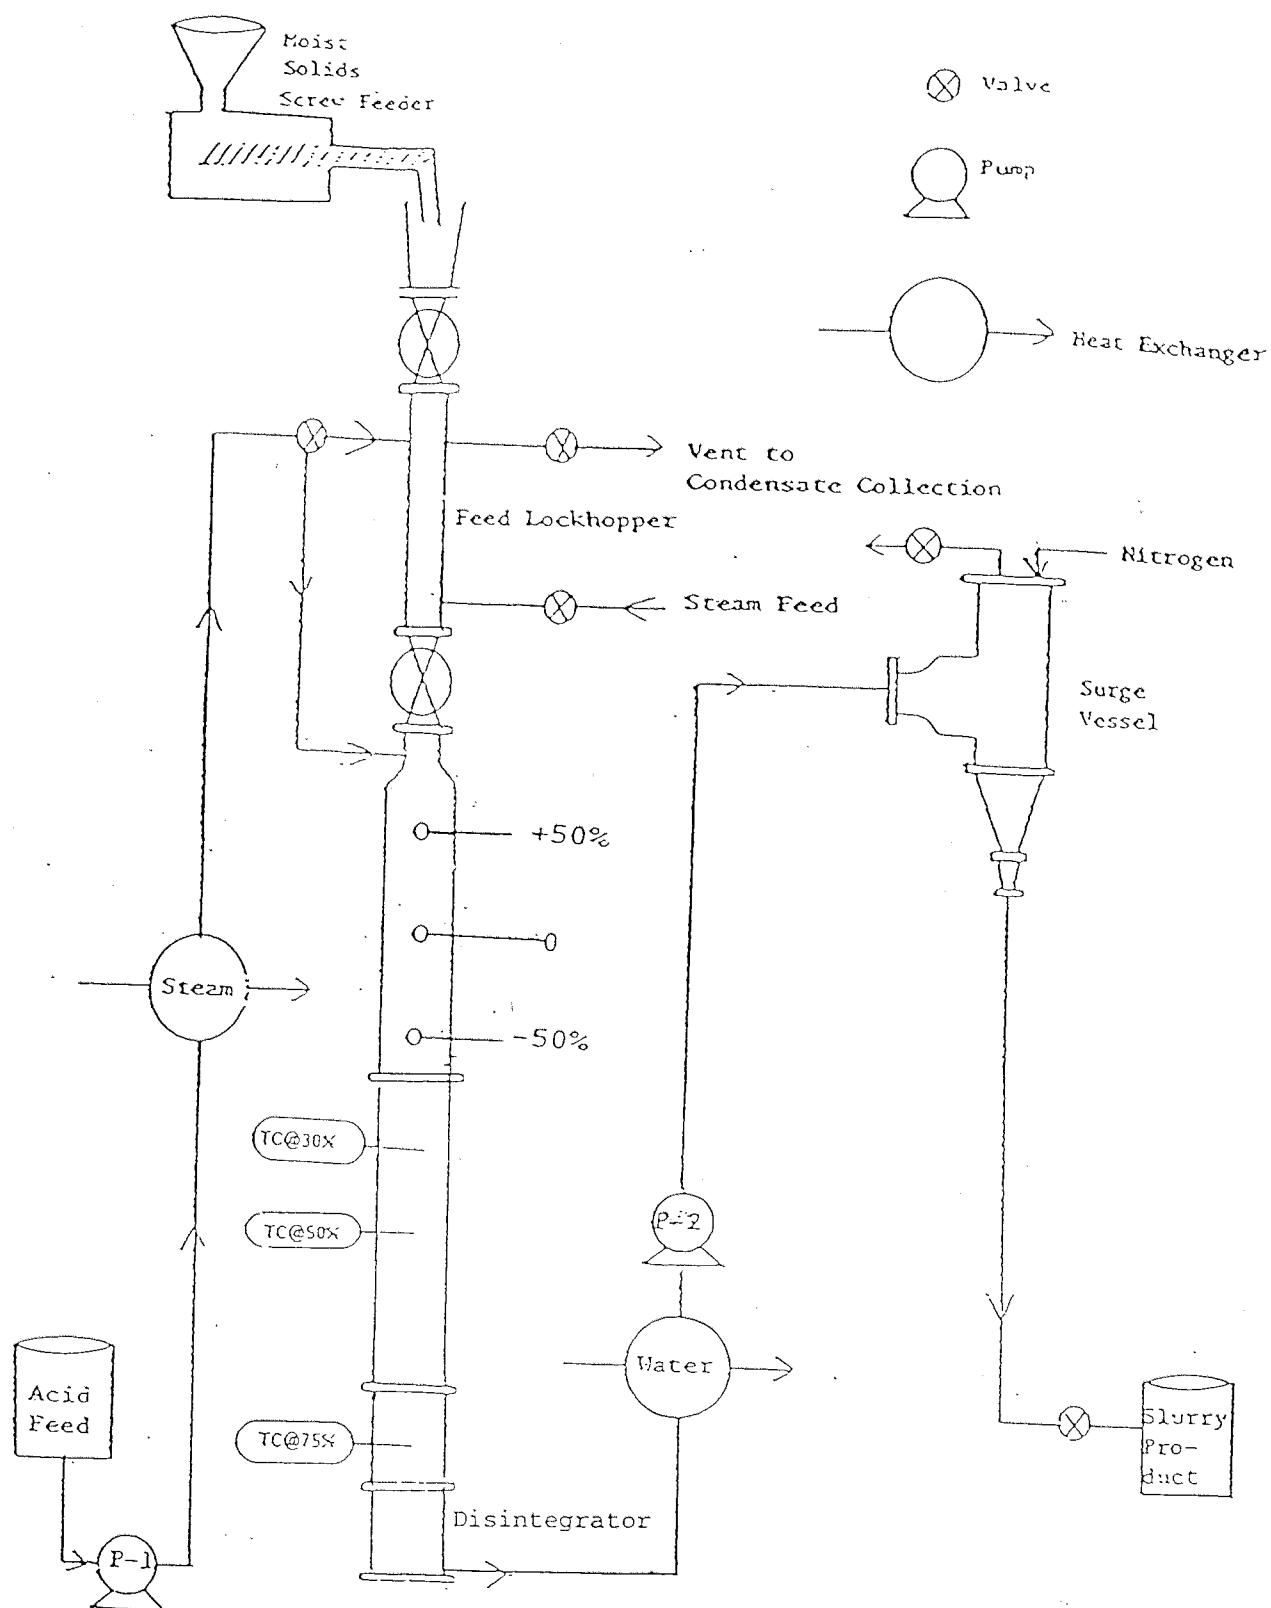 Moist
Solids
Screw Feeder
Valve
Pump
Heat Exchanger
Vent to
Condensate Collection
Feed Lockhopper
Nitrogen
Steam Feed
Surge
Vessel
+50%
0
-50%
Steam
TC@30%
TC@50%
P-2
Water
Acid
Feed
TC@75%
Slurry
Pro-
duct
Disintegrator
P-1